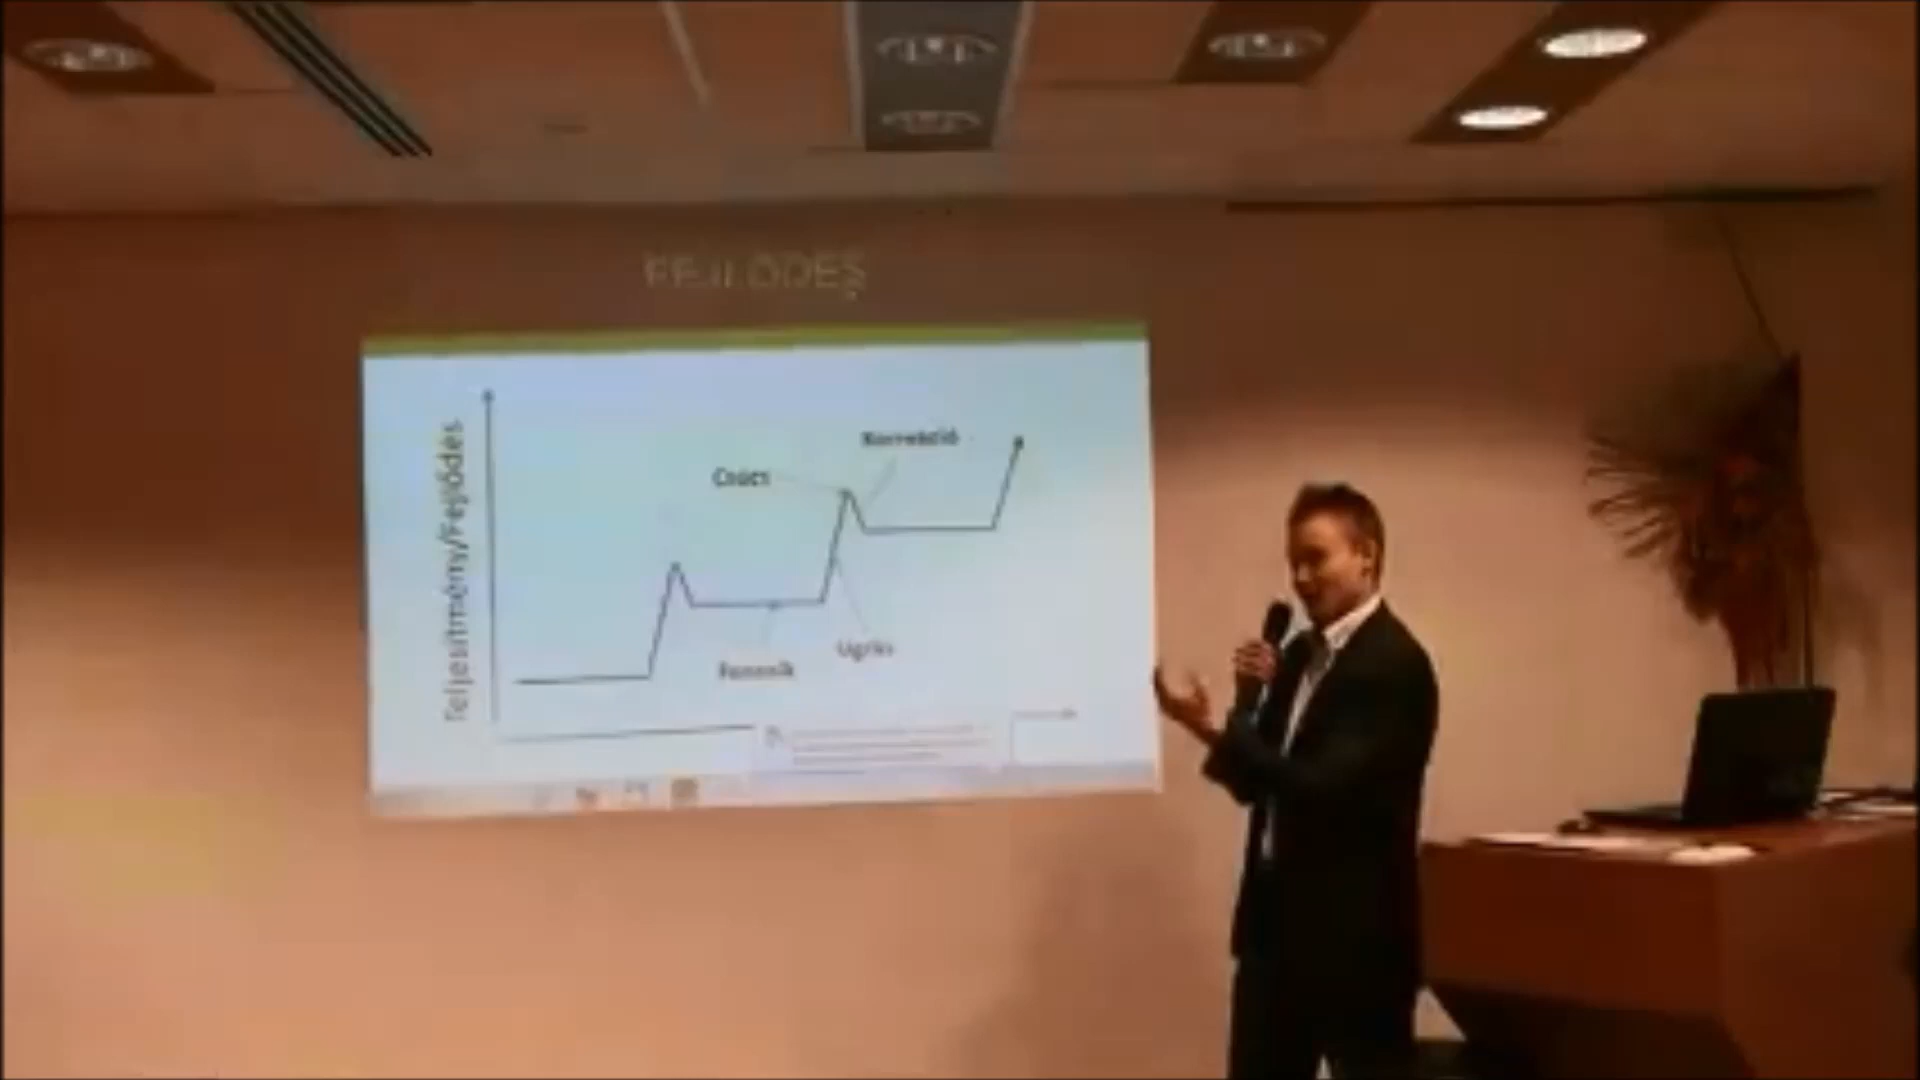 FEJLŐDÉS
Teljesítmény/Fejlődés
Korrekció
Csúcs
Ugrás
Fennsík